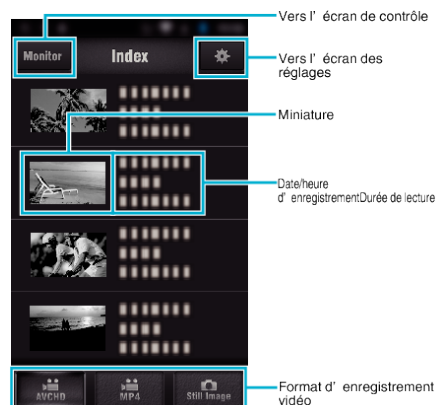 Vers l' écran de contrôle
Monitor
Index
Vers l' écran des
réglages
Miniature
Date/heure
d' enregistrementDurée de lecture
AVCHD
MP4
Still Image
Format d' enregistrement
vidéo